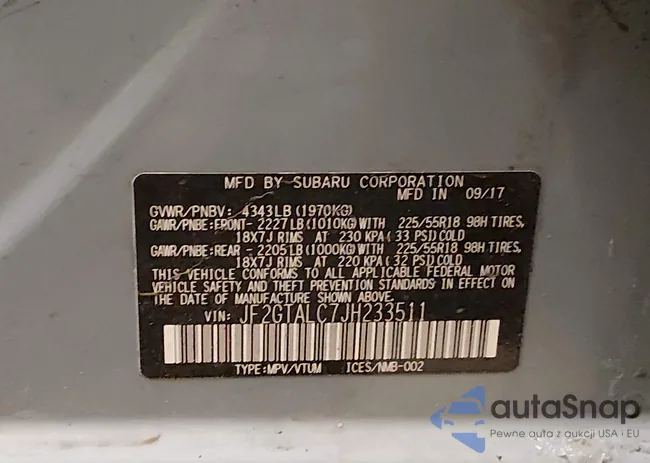 MFD BY SUBARU CORPORATION
MFD IN 09/17
GVWR/PNBV: 4343LB (1970KG)
GAWR/PNBE:FRONT- 2227LB(1010KG)WITH 225/55R18 98H TIRES,
18X7J RIMS AT 230 KPA(33 PSI)COLD
GAWR/PNBE:REAR - 2205LB(1000KG)WITH 225/55R18 98H TIRES,
18X7J RIMS AT 220 KPA(32 PSI)COLD
THIS VEHICLE CONFORMS TO ALL APPLICABLE FEDERAL MOTOR
VEHICLE SAFETY AND THEFT PREVENTION STANDARDS IN EFFECT
ON THE DATE OF MANUFACTURE SHOWN ABOVE.
VIN: JF2GTALC7JH233511
TYPE:MPV/VTUM ICES/NMB-002
autaSnap
Pewne auta z aukcji USA i EU